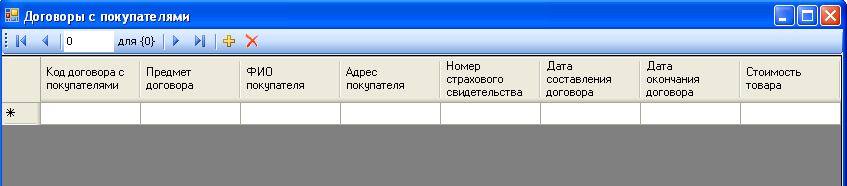 Договоры с покупателями
0 для {0}
Код договора с покупателями
Предмет договора
ФИО покупателя
Адрес покупателя
Номер страхового свидетельства
Дата составления договора
Дата окончания договора
Стоимость товара